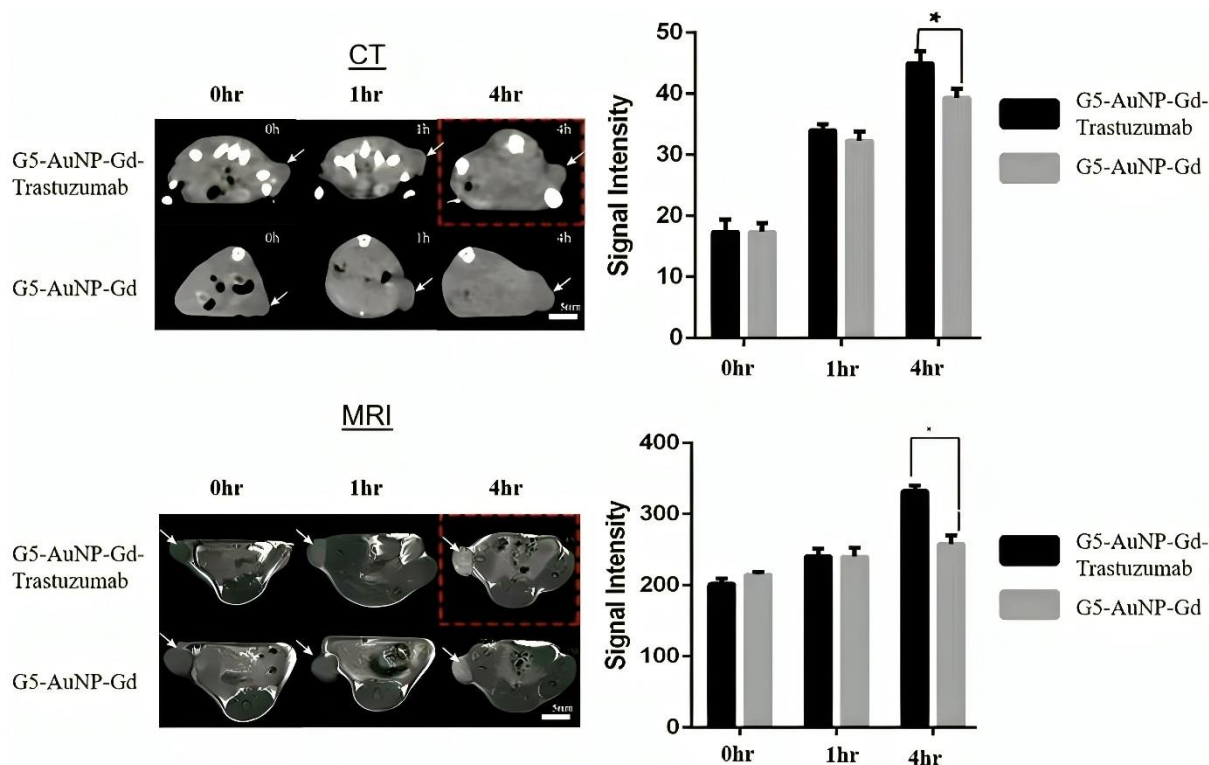 CT
0hr 1hr 4hr
G5-AuNP-Gd-
Trastuzumab
0h 1h 4h
G5-AuNP-Gd
0h 1h 4h
5mm
Signal Intensity
50
40
30
20
10
0
*
0hr 1hr 4hr
G5-AuNP-Gd-
Trastuzumab
G5-AuNP-Gd
MRI
0hr 1hr 4hr
G5-AuNP-Gd-
Trastuzumab
G5-AuNP-Gd
5mm
Signal Intensity
400
300
200
100
0
*
0hr 1hr 4hr
G5-AuNP-Gd-
Trastuzumab
G5-AuNP-Gd